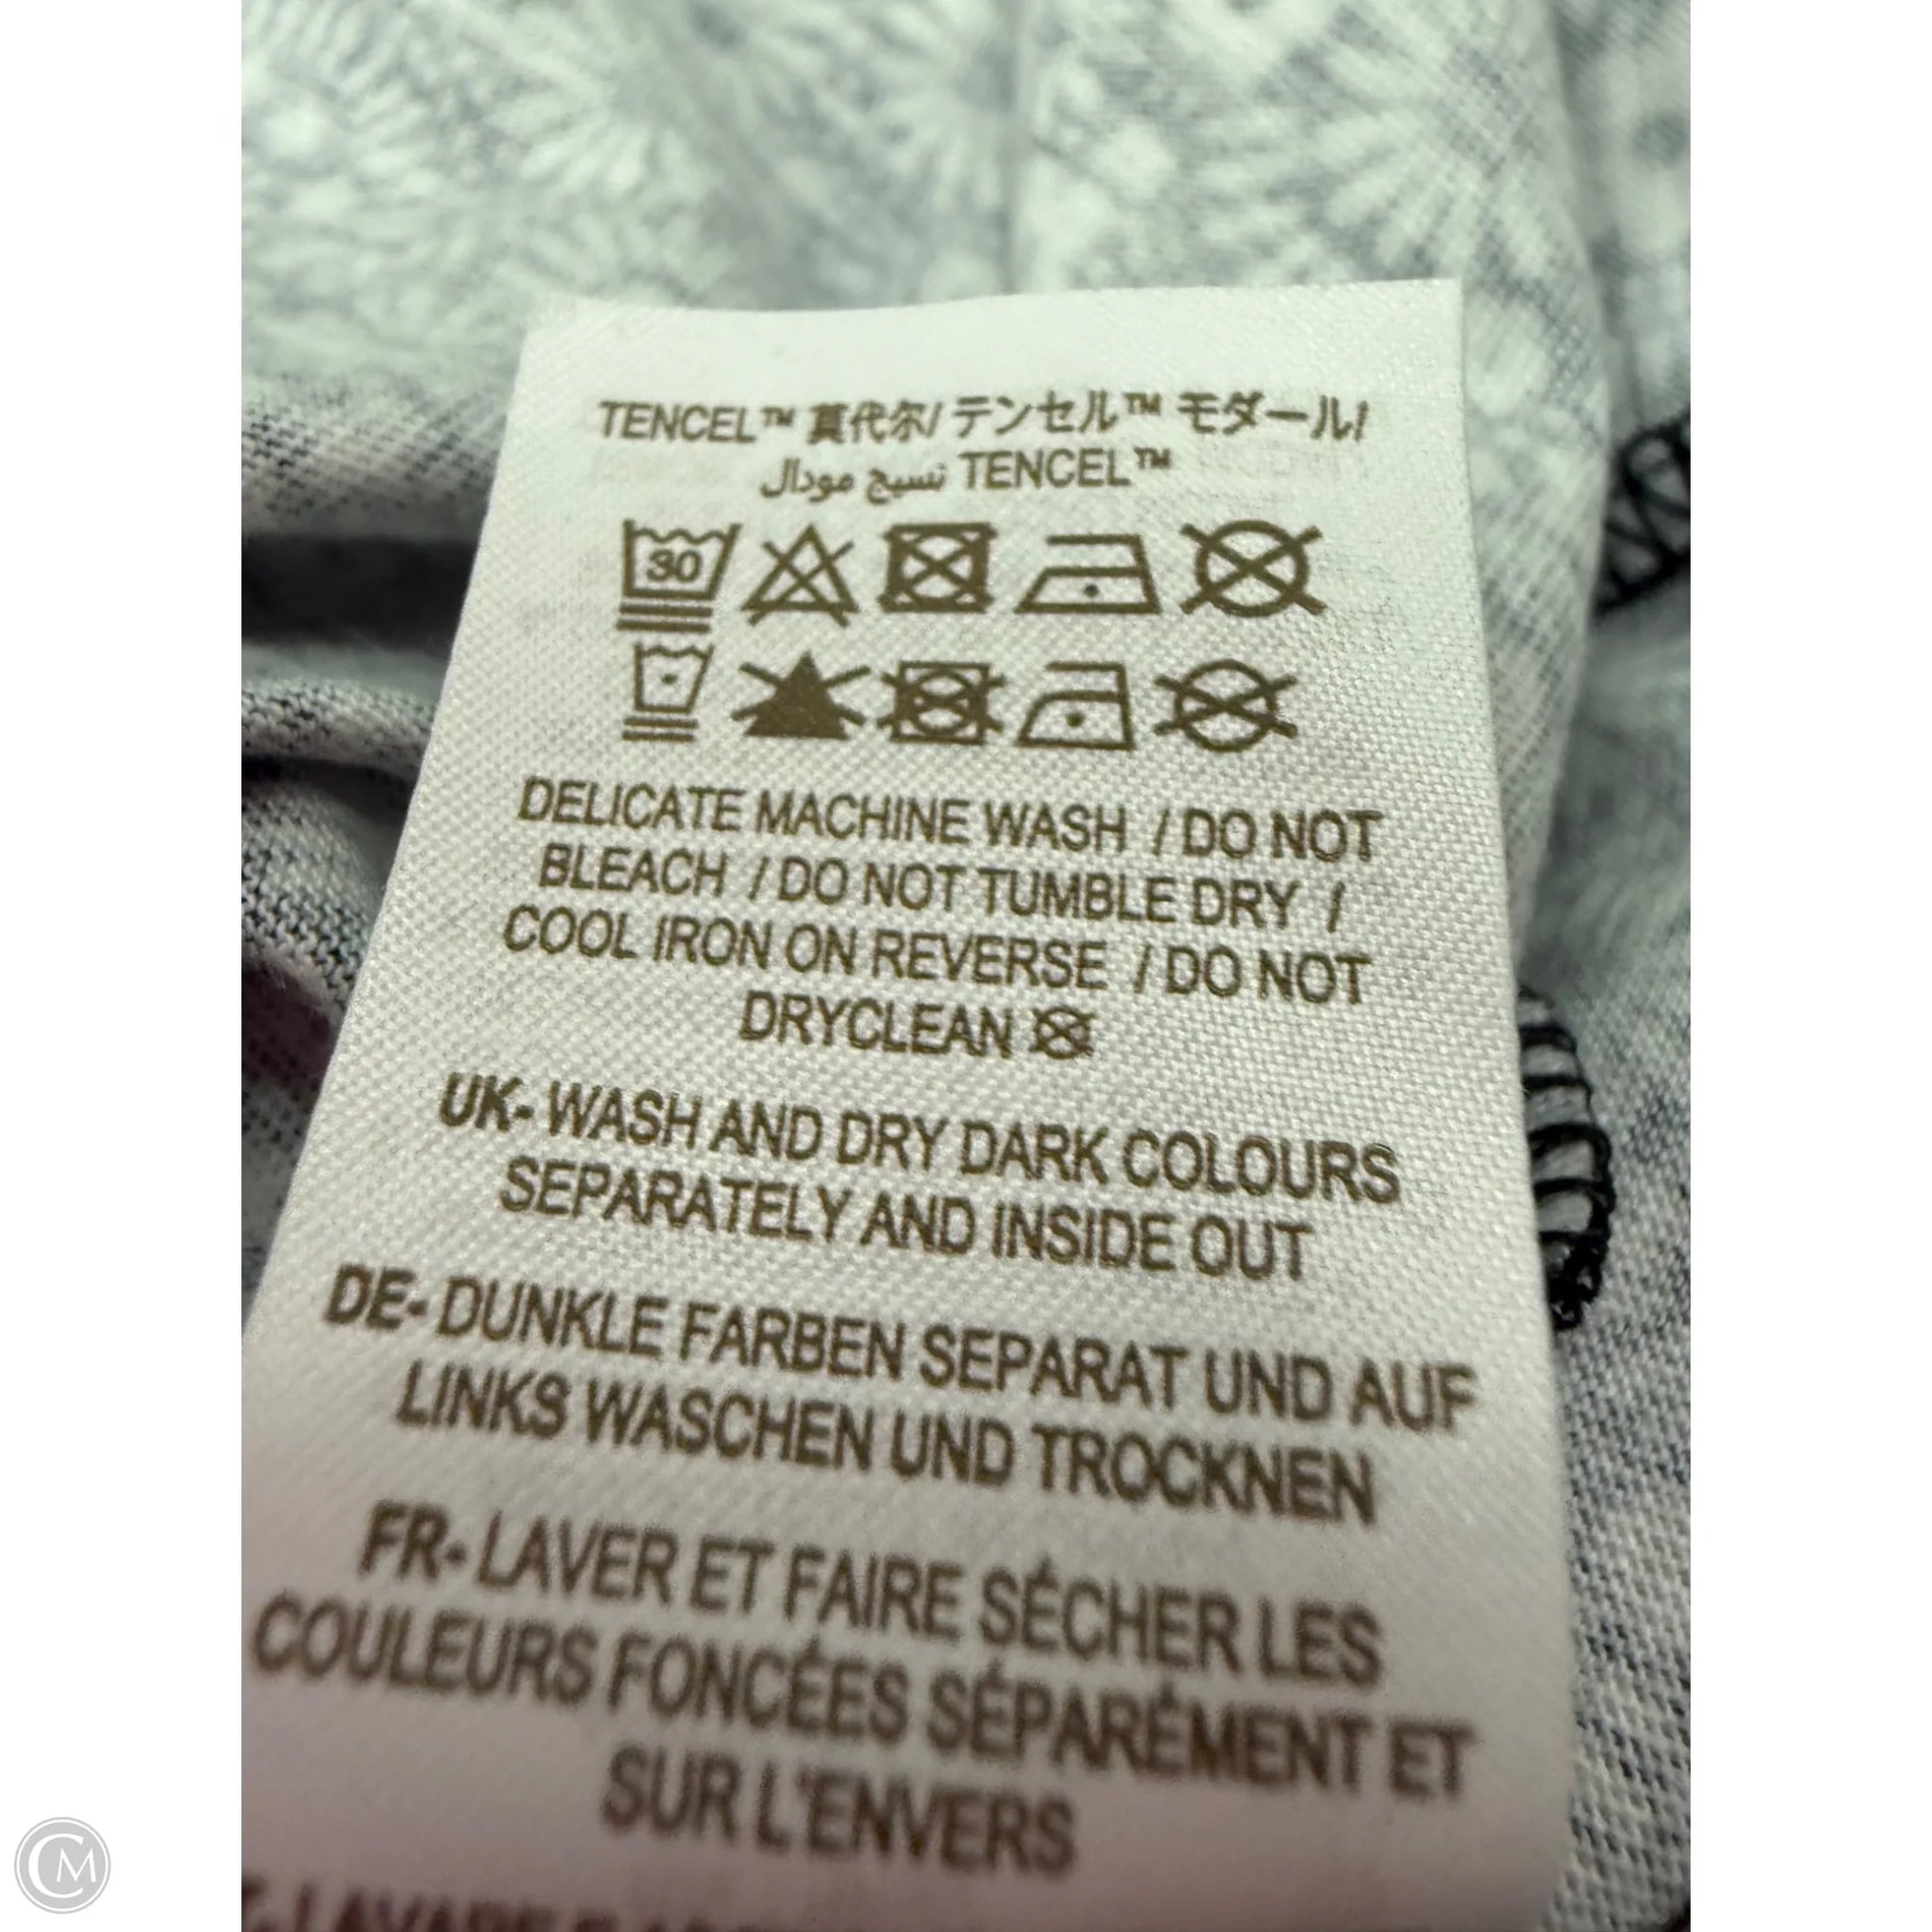 TENCEL™ 莫代尔/ テンセル™ モダール/
نسيج مودال TENCEL™
30
DELICATE MACHINE WASH / DO NOT
BLEACH / DO NOT TUMBLE DRY /
COOL IRON ON REVERSE / DO NOT
DRYCLEAN
UK- WASH AND DRY DARK COLOURS
SEPARATELY AND INSIDE OUT
DE- DUNKLE FARBEN SEPARAT UND AUF
LINKS WASCHEN UND TROCKNEN
FR- LAVER ET FAIRE SÉCHER LES
COULEURS FONCÉES SÉPARÉMENT ET
SUR L'ENVERS
CM